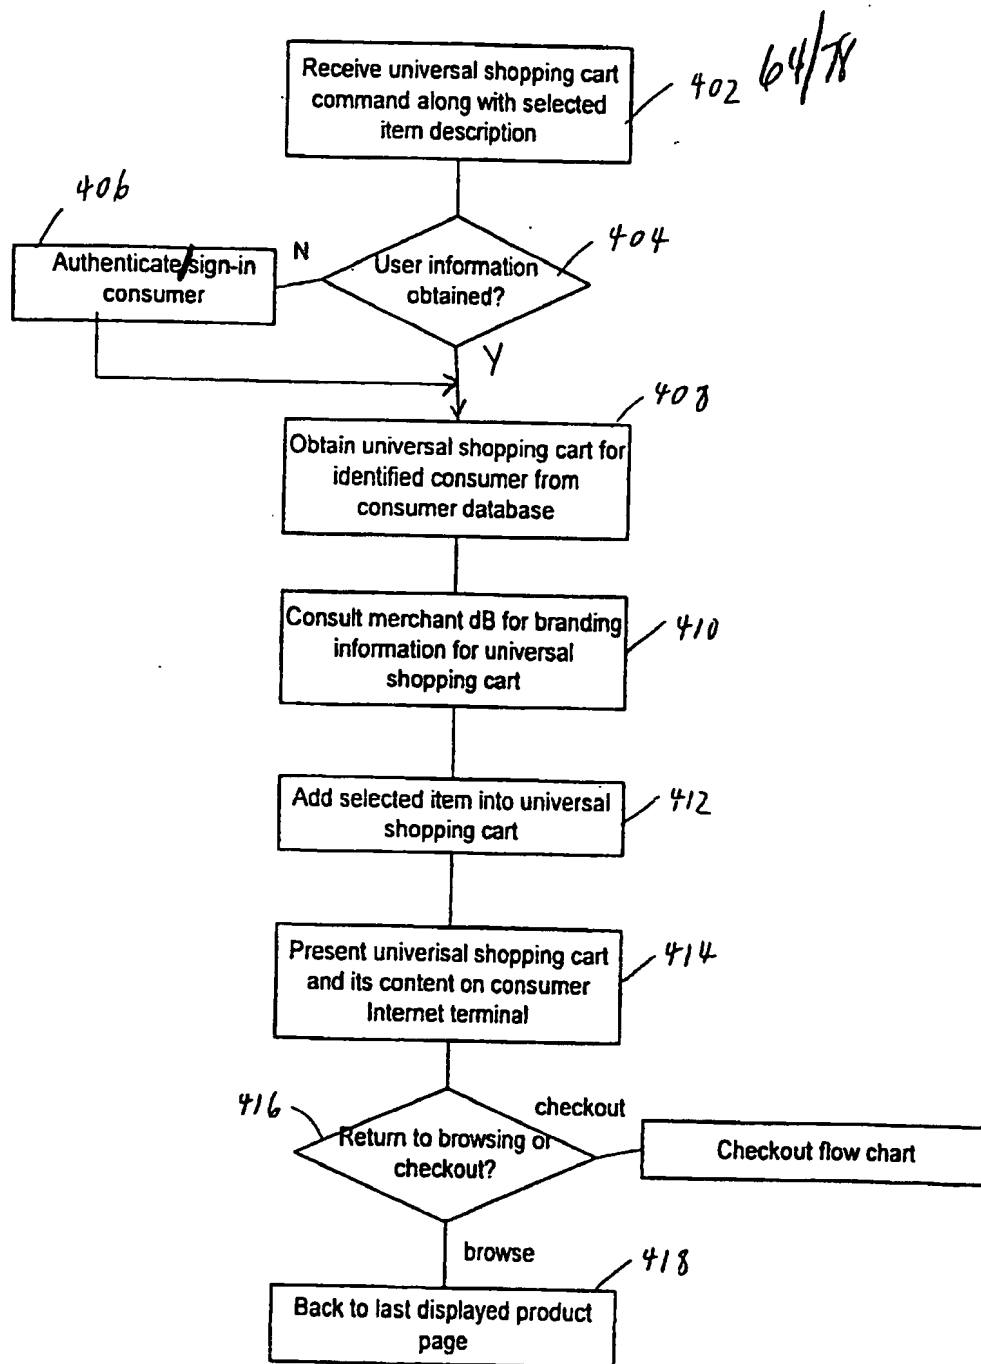 64/78
Receive universal shopping cart
command along with selected
item description
402
406
Authenticate/sign-in
consumer
N
User information
obtained?
404
Y
408
Obtain universal shopping cart for
identified consumer from
consumer database
Consult merchant dB for branding
information for universal
shopping cart
410
Add selected item into universal
shopping cart
412
Present univerisal shopping cart
and its content on consumer
Internet terminal
414
416
Return to browsing or
checkout?
checkout
Checkout flow chart
browse
418
Back to last displayed product
page